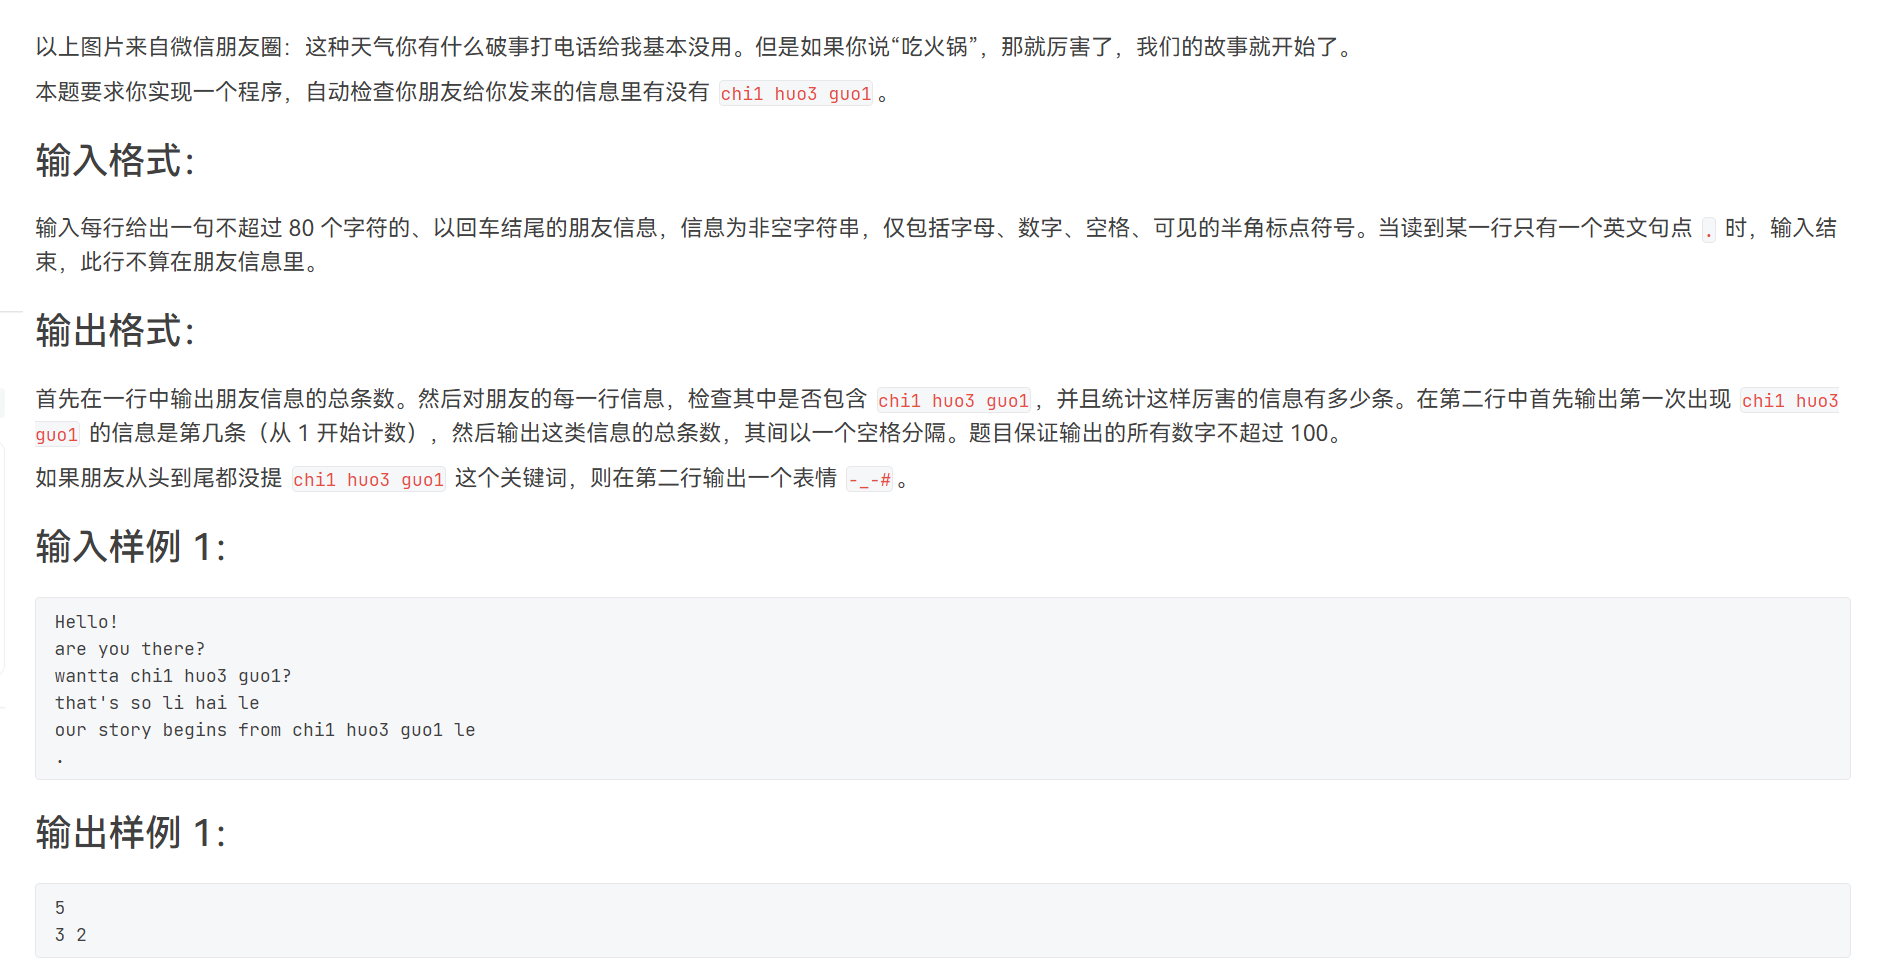 以上图片来自微信朋友圈：这种天气你有什么破事打电话给我基本没用。但是如果你说“吃火锅”，那就厉害了，我们的故事就开始了。
本题要求你实现一个程序，自动检查你朋友给你发来的信息里有没有 chi1 huo3 guo1。
输入格式：
输入每行给出一句不超过 80 个字符的、以回车结尾的朋友信息，信息为非空字符串，仅包括字母、数字、空格、可见的半角标点符号。当读到某一行只有一个英文句点 . 时，输入结
束，此行不算在朋友信息里。
输出格式：
首先在一行中输出朋友信息的总条数。然后对朋友的每一行信息，检查其中是否包含 chi1 huo3 guo1，并且统计这样厉害的信息有多少条。在第二行中首先输出第一次出现 chi1 huo3
guo1 的信息是第几条（从 1 开始计数），然后输出这类信息的总条数，其间以一个空格分隔。题目保证输出的所有数字不超过 100。
如果朋友从头到尾都没提 chi1 huo3 guo1 这个关键词，则在第二行输出一个表情 -_-#。
输入样例 1：
Hello!
are you there?
wantta chi1 huo3 guo1?
that's so li hai le
our story begins from chi1 huo3 guo1 le
.
输出样例 1：
5
3 2